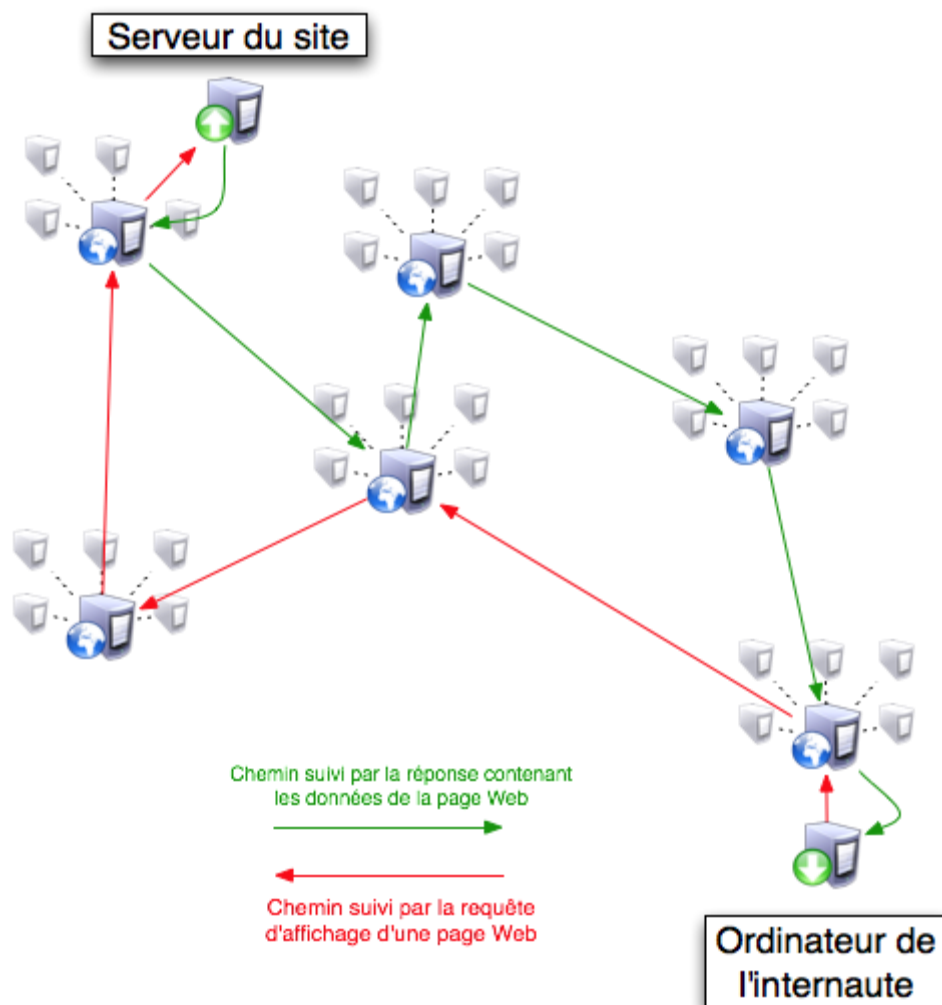 Serveur du site
Chemin suivi par la réponse contenant
les données de la page Web
Chemin suivi par la requête
d'affichage d'une page Web
Ordinateur de
l'internaute